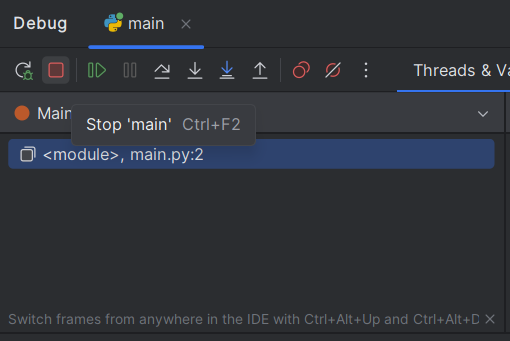 Debug main
Threads & Va
Main
Stop 'main' Ctrl+F2
<module>, main.py:2
Switch frames from anywhere in the IDE with Ctrl+Alt+Up and Ctrl+Alt+D